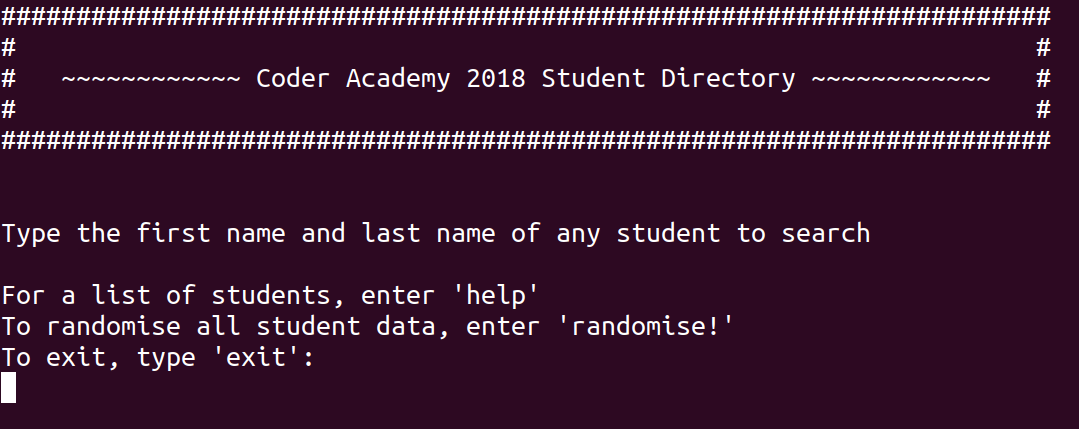 ######################################################################
#                                                                    #
#   ~~~~~~~~~~~~ Coder Academy 2018 Student Directory ~~~~~~~~~~~~   #
#                                                                    #
######################################################################
Type the first name and last name of any student to search
For a list of students, enter 'help'
To randomise all student data, enter 'randomise!'
To exit, type 'exit':